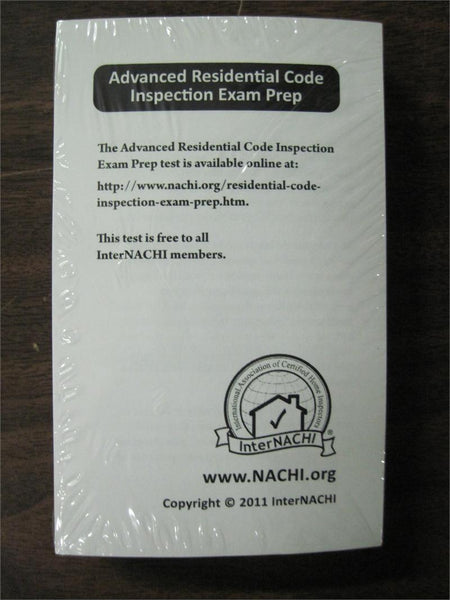 Advanced Residential Code
Inspection Exam Prep
The Advanced Residential Code Inspection
Exam Prep test is available online at:
http://www.nachi.org/residential-code-
inspection-exam-prep.htm.
This test is free to all
InterNACHI members.
International Association of Certified Home Inspectors
InterNACHI®
www.NACHI.org
Copyright © 2011 InterNACHI